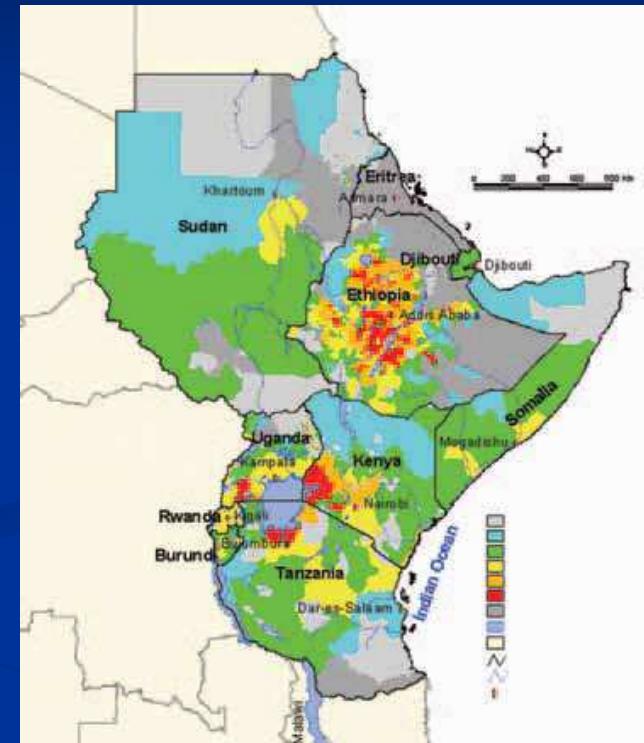 Eritrea
Khartoum
Asmara
Sudan
Djibouti
Djibouti
Ethiopia
Addis Ababa
Somalia
Uganda
Kampala
Kenya
Mogadishu
Nairobi
Rwanda
Kigali
Bujumbura
Burundi
Tanzania
Dar-es-Salaam
Indian Ocean
Malawi